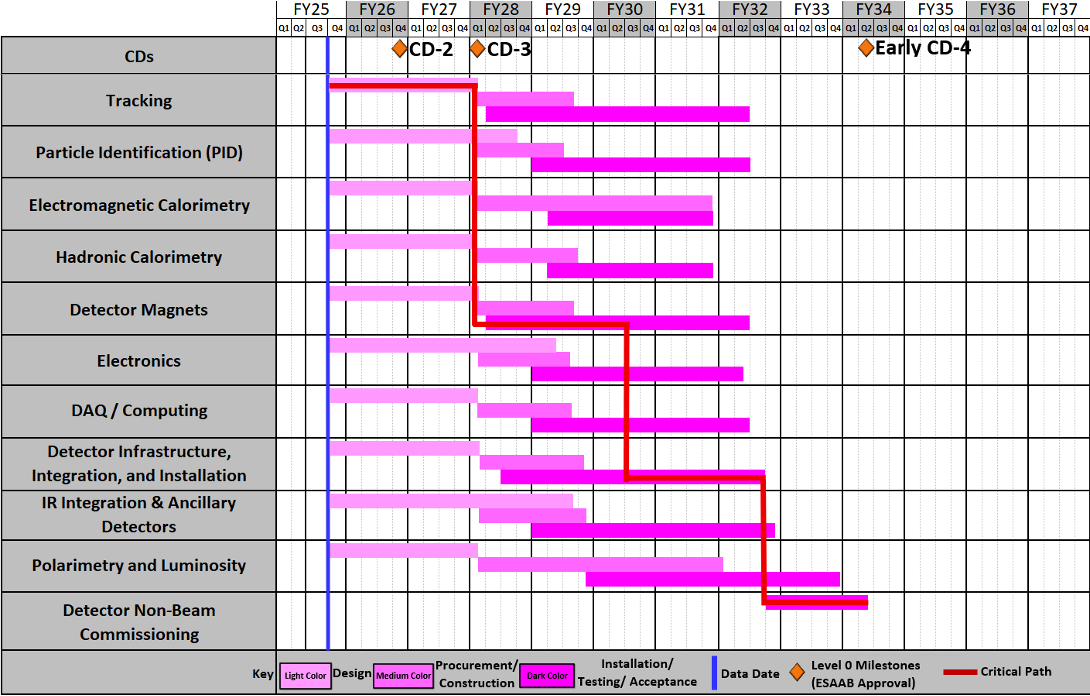 FY25 FY26 FY27 FY28 FY29 FY30 FY31 FY32 FY33 FY34 FY35 FY36 FY37
Q1 Q2 Q3 Q4 Q1 Q2 Q3 Q4 Q1 Q2 Q3 Q4 Q1 Q2 Q3 Q4 Q1 Q2 Q3 Q4 Q1 Q2 Q3 Q4 Q1 Q2 Q3 Q4 Q1 Q2 Q3 Q4 Q1 Q2 Q3 Q4 Q1 Q2 Q3 Q4 Q1 Q2 Q3 Q4 Q1 Q2 Q3 Q4 Q1 Q2 Q3 Q4
CDs CD-2 CD-3 Early CD-4
Tracking
Particle Identification (PID)
Electromagnetic Calorimetry
Hadronic Calorimetry
Detector Magnets
Electronics
DAQ / Computing
Detector Infrastructure,
Integration, and Installation
IR Integration & Ancillary
Detectors
Polarimetry and Luminosity
Detector Non-Beam
Commissioning
Key
Light Color
Design
Medium Color
Procurement/
Construction
Dark Color
Installation/
Testing/ Acceptance
Data Date
Level 0 Milestones
(ESAAB Approval)
Critical Path